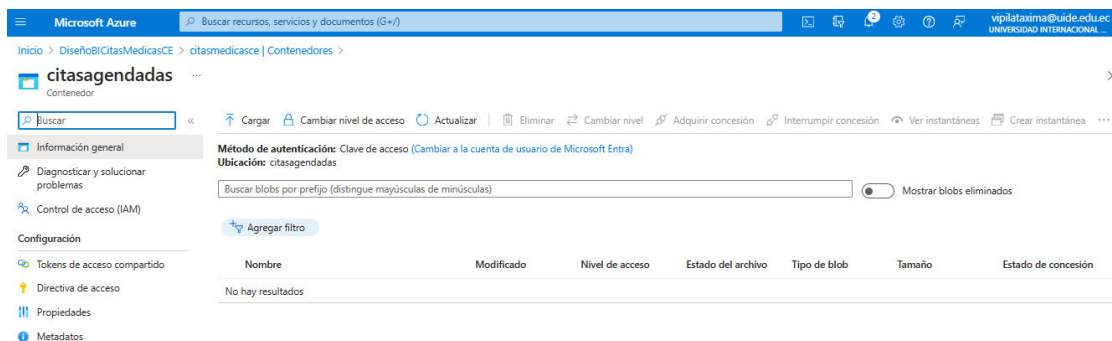 Microsoft Azure
Buscar recursos, servicios y documentos (G+/)
2
vipilataxima@uide.edu.ec
UNIVERSIDAD INTERNACIONAL ...
Inicio > DiseñoBICitasMedicasCE > citasmedicasce | Contenedores >
citasagendadas ...
Contenedor
Buscar
Cargar Cambiar nivel de acceso Actualizar Eliminar Cambiar nivel Adquirir concesión Interrumpir concesión Ver instantáneas Crear instantánea ...
Información general
Diagnosticar y solucionar
problemas
Control de acceso (IAM)
Configuración
Tokens de acceso compartido
Directiva de acceso
Propiedades
Metadatos
Método de autenticación: Clave de acceso (Cambiar a la cuenta de usuario de Microsoft Entra)
Ubicación: citasagendadas
Buscar blobs por prefijo (distingue mayúsculas de minúsculas)
Mostrar blobs eliminados
Agregar filtro
Nombre Modificado Nivel de acceso Estado del archivo Tipo de blob Tamaño Estado de concesión
No hay resultados